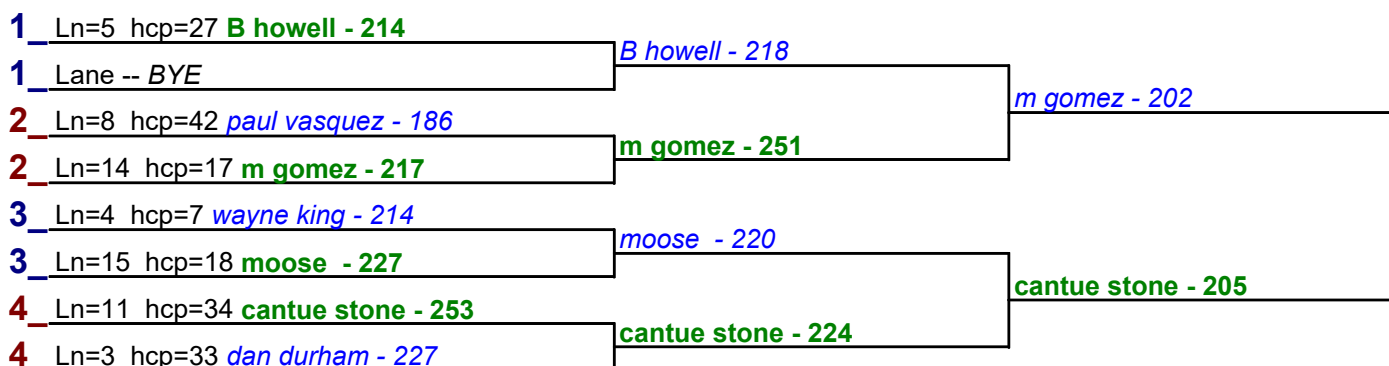 1_ Ln=5 hcp=27 B howell - 214
B howell - 218
1_ Lane -- BYE
m gomez - 202
2_ Ln=8 hcp=42 paul vasquez - 186
m gomez - 251
2_ Ln=14 hcp=17 m gomez - 217
3_ Ln=4 hcp=7 wayne king - 214
moose - 220
3_ Ln=15 hcp=18 moose - 227
cantue stone - 205
4_ Ln=11 hcp=34 cantue stone - 253
cantue stone - 224
4 Ln=3 hcp=33 dan durham - 227